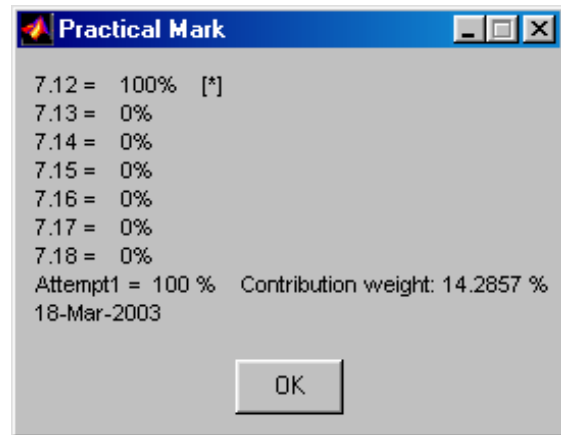 Practical Mark
7.12 = 100% [*]
7.13 = 0%
7.14 = 0%
7.15 = 0%
7.16 = 0%
7.17 = 0%
7.18 = 0%
Attempt1 = 100 % Contribution weight: 14.2857 %
18-Mar-2003
OK